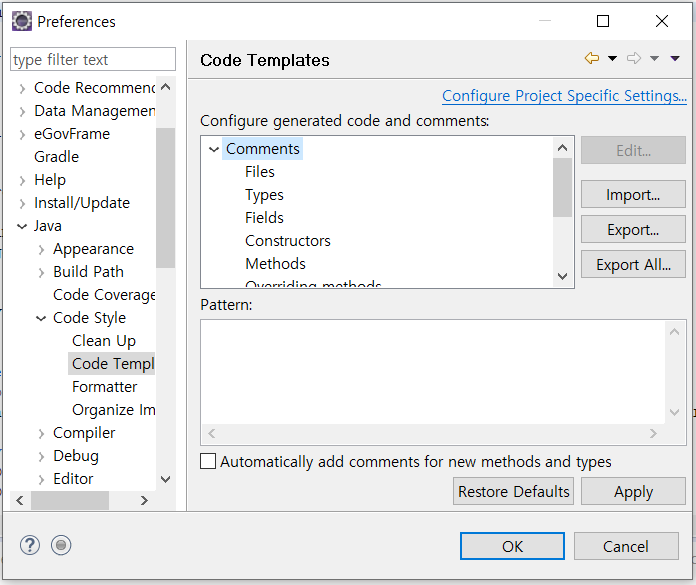 Preferences
type filter text
Code Recommenc
Data Managemen
eGovFrame
Gradle
Help
Install/Update
Java
Appearance
Build Path
Code Coverage
Code Style
Clean Up
Code Templ
Formatter
Organize Im
Compiler
Debug
Editor
Code Templates
Configure Project Specific Settings...
Configure generated code and comments:
Comments
Files
Types
Fields
Constructors
Methods
Overriding methods
Edit...
Import...
Export...
Export All...
Pattern:
Automatically add comments for new methods and types
Restore Defaults
Apply
OK
Cancel